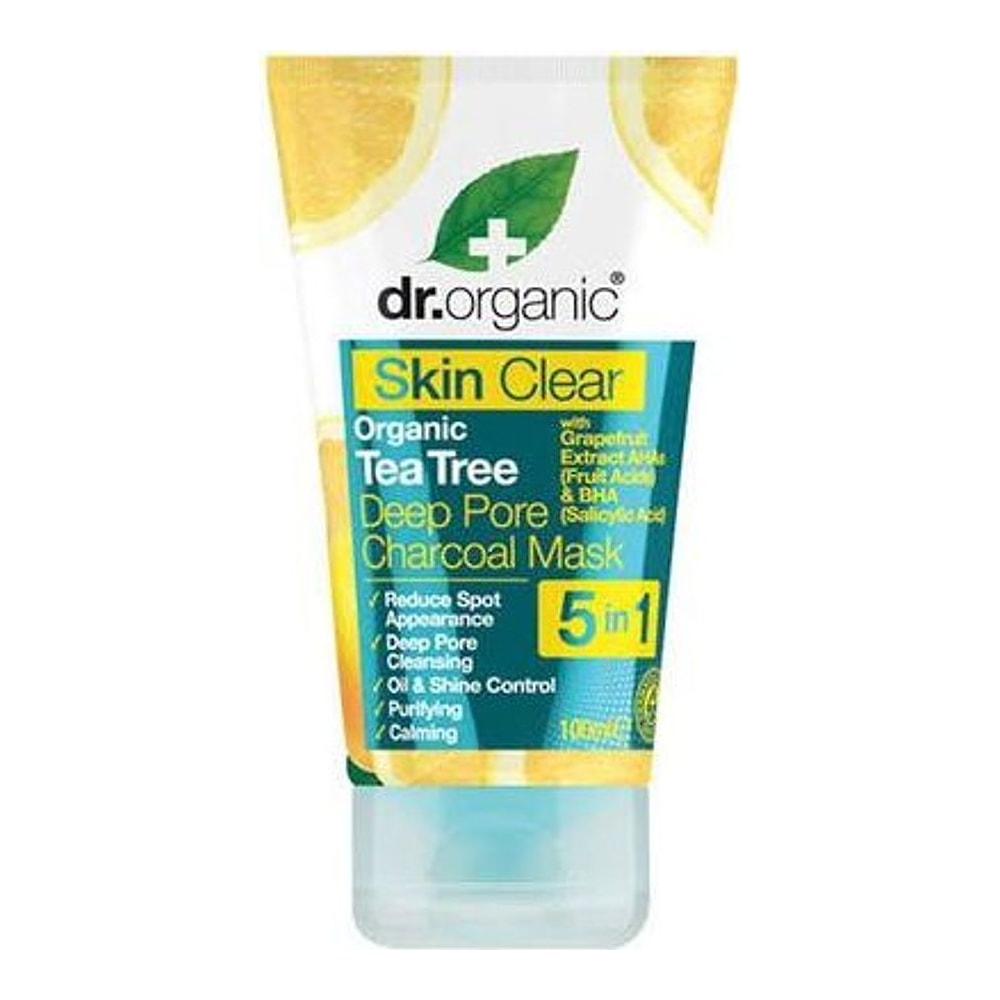 dr.organic®
Skin Clear
Organic
Tea Tree
Deep Pore
Charcoal Mask
with
Grapefruit
Extract AHAs
(Fruit Acids)
& BHA
(Salicylic Acid)
✓ Reduce Spot
Appearance
✓ Deep Pore
Cleansing
✓ Oil & Shine Control
✓ Purifying
✓ Calming
5 in 1
100ml ℮